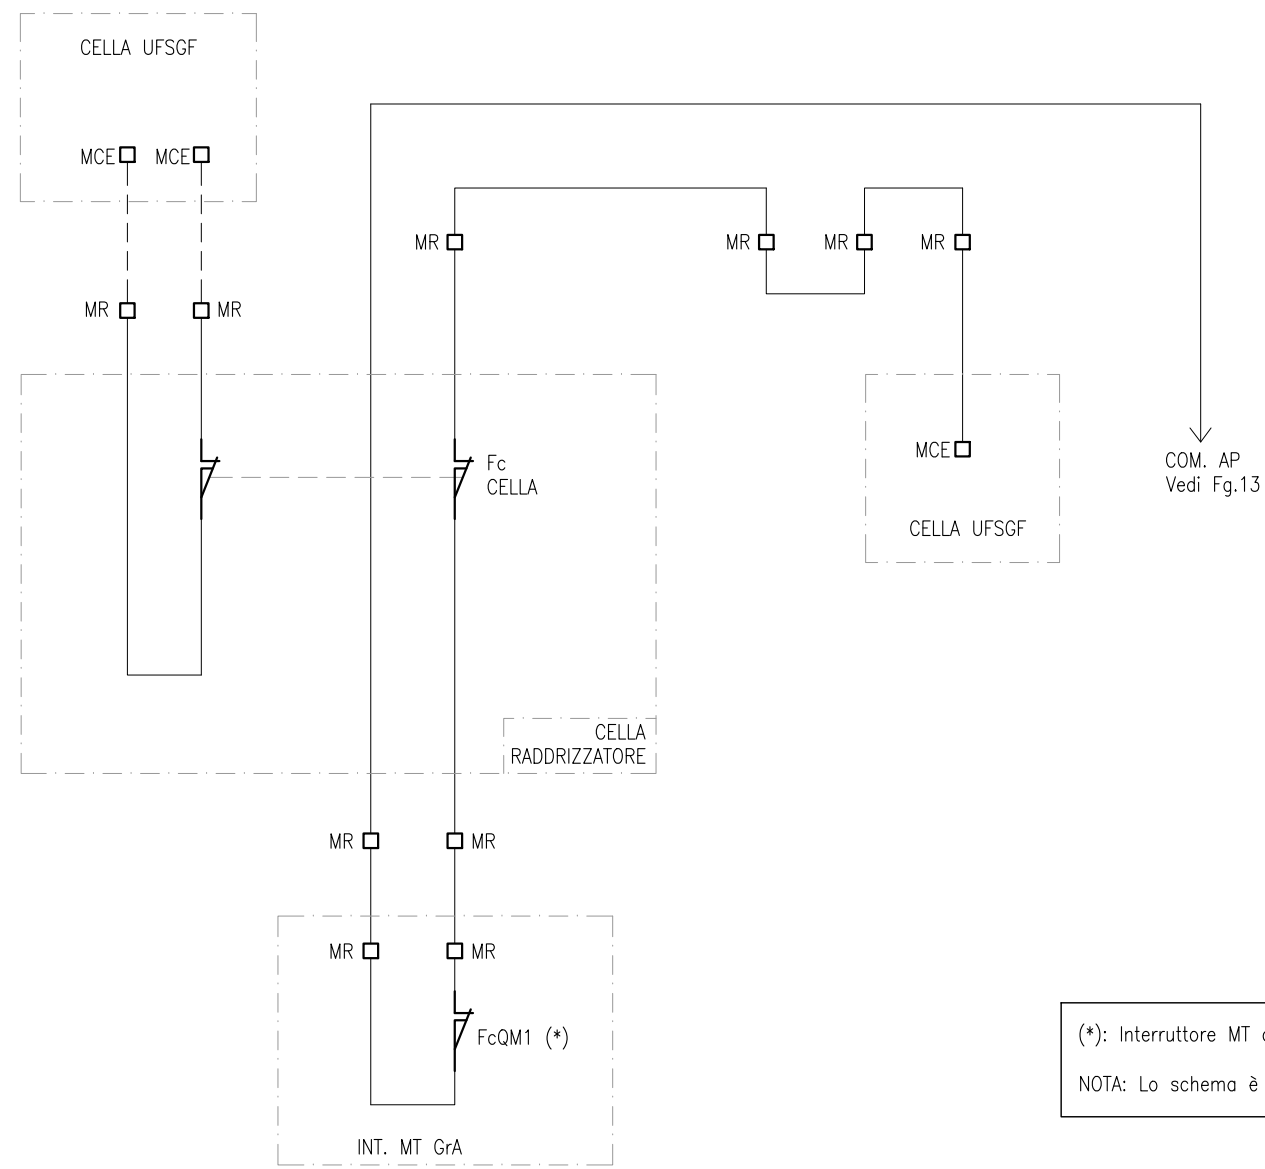 CELLA UFSGF
MCE MCE
MR MR MR MR
MR MR
Fc
CELLA
MCE
COM. AP
Vedi Fg.13
CELLA UFSGF
CELLA
RADDRIZZATORE
MR MR
MR MR
FcQM1 (*)
(*): Interruttore MT
NOTA: Lo schema è
INT. MT GrA